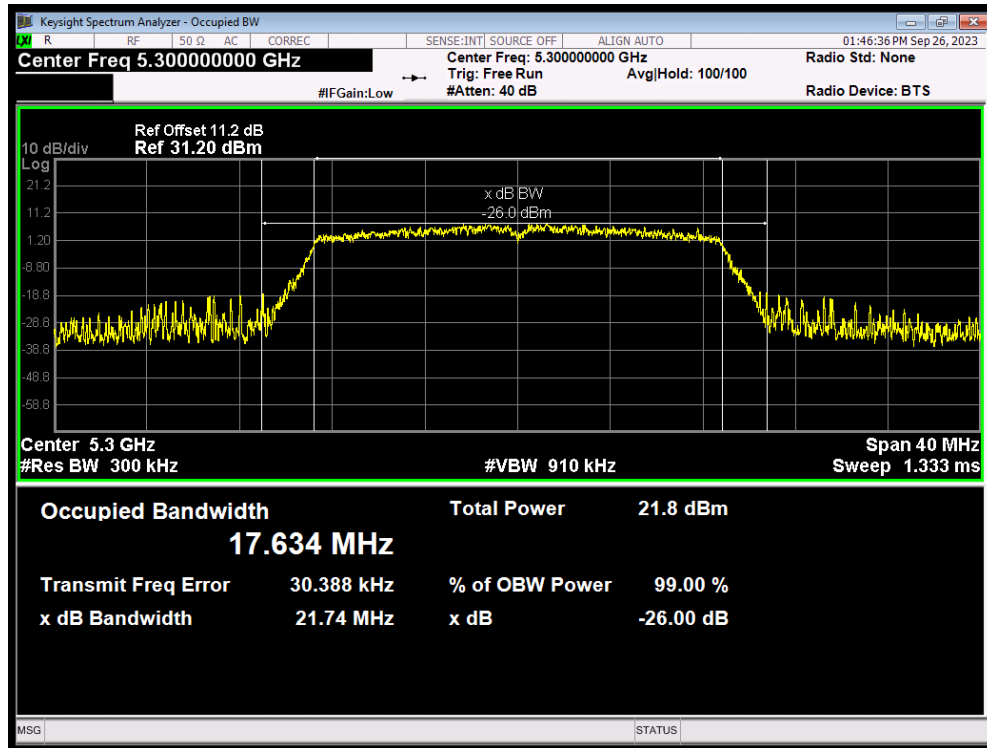 Keysight Spectrum Analyzer - Occupied BW
LXI R RF 50 Ω AC CORREC SENSE:INT SOURCE OFF ALIGN AUTO 01:46:36 PM Sep 26, 2023
Center Freq 5.300000000 GHz Center Freq: 5.300000000 GHz Radio Std: None
Trig: Free Run Avg|Hold: 100/100
#IFGain:Low #Atten: 40 dB Radio Device: BTS
Ref Offset 11.2 dB
10 dB/div Ref 31.20 dBm
Log
21.2
x dB BW
11.2 -26.0 dBm
1.20
-8.80
-18.8
-28.8
-38.8
-48.8
-58.8
Center 5.3 GHz Span 40 MHz
#Res BW 300 kHz #VBW 910 kHz Sweep 1.333 ms
Occupied Bandwidth Total Power 21.8 dBm
17.634 MHz
Transmit Freq Error 30.388 kHz % of OBW Power 99.00 %
x dB Bandwidth 21.74 MHz x dB -26.00 dB
MSG STATUS